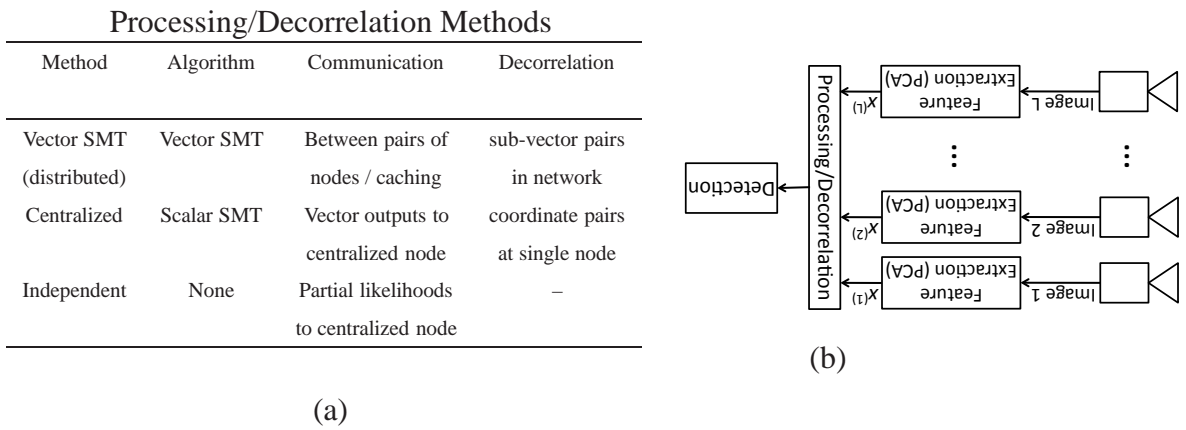 Processing/Decorrelation Methods
Method Algorithm Communication Decorrelation
Vector SMT Vector SMT Between pairs of sub-vector pairs
(distributed) nodes / caching in network
Centralized Scalar SMT Vector outputs to coordinate pairs
centralized node at single node
Independent None Partial likelihoods –
to centralized node
(a)
Image 1
Feature
Extraction (PCA)
x(1)
Image 2
Feature
Extraction (PCA)
x(2)
...
...
Image L
Feature
Extraction (PCA)
x(L)
Processing/Decorrelation
Detection
(b)